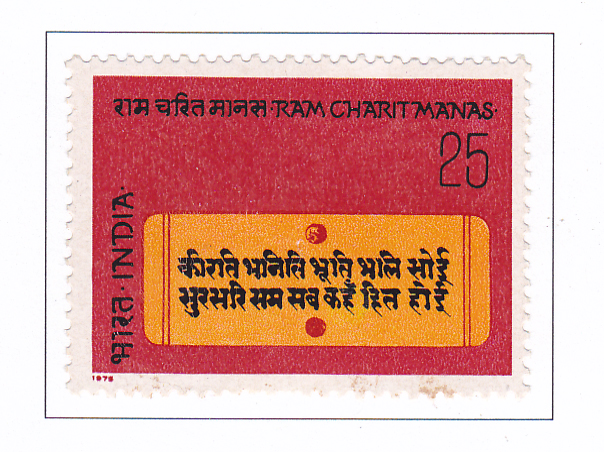 राम चरित मानस · RAM CHARIT MANAS ·
25
भारत · INDIA ·
कीरति भनिति भूति भलि सोई
सुरसरि सम सब कहँ हित होई
1975